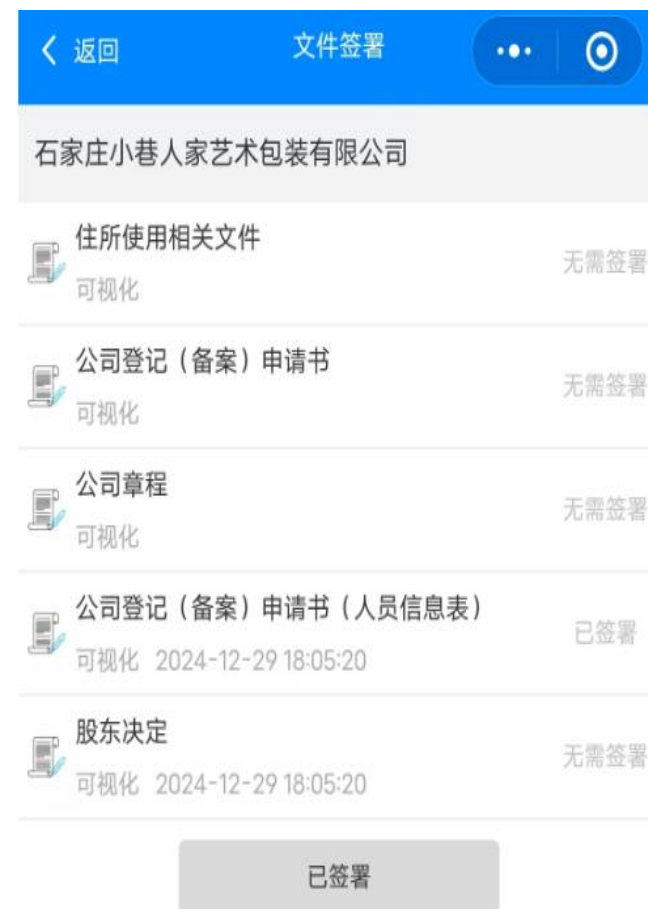 返回 文件签署
石家庄小巷人家艺术包装有限公司
住所使用相关文件
无需签署
可视化
公司登记（备案）申请书
无需签署
可视化
公司章程
无需签署
可视化
公司登记（备案）申请书（人员信息表）
已签署
可视化 2024-12-29 18:05:20
股东决定
无需签署
可视化 2024-12-29 18:05:20
已签署